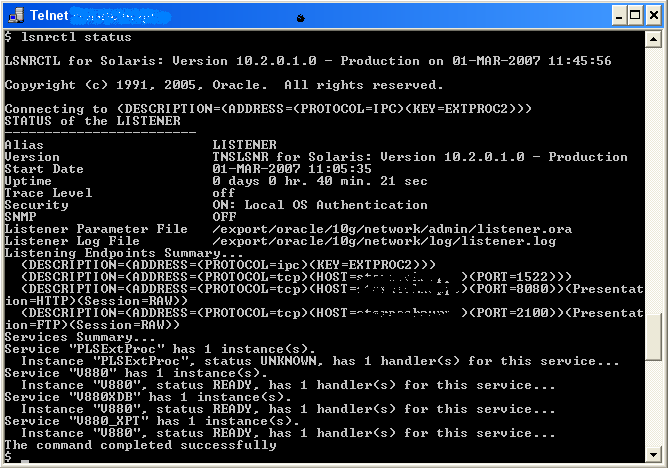 Telnet
$ lsnrctl status
LSNRCTL for Solaris: Version 10.2.0.1.0 - Production on 01-MAR-2007 11:45:56
Copyright (c) 1991, 2005, Oracle.  All rights reserved.
Connecting to (DESCRIPTION=(ADDRESS=(PROTOCOL=IPC)(KEY=EXTPROC2)))
STATUS of the LISTENER
------------------------
Alias                     LISTENER
Version                   TNSLSNR for Solaris: Version 10.2.0.1.0 - Production
Start Date                01-MAR-2007 11:05:35
Uptime                    0 days 0 hr. 40 min. 21 sec
Trace Level               off
Security                  ON: Local OS Authentication
SNMP                      OFF
Listener Parameter File   /export/oracle/10g/network/admin/listener.ora
Listener Log File         /export/oracle/10g/network/log/listener.log
Listening Endpoints Summary...
  (DESCRIPTION=(ADDRESS=(PROTOCOL=ipc)(KEY=EXTPROC2)))
  (DESCRIPTION=(ADDRESS=(PROTOCOL=tcp)(HOST= )(PORT=1522)))
  (DESCRIPTION=(ADDRESS=(PROTOCOL=tcp)(HOST= )(PORT=8080))(Presentat
ion=HTTP)(Session=RAW))
  (DESCRIPTION=(ADDRESS=(PROTOCOL=tcp)(HOST= )(PORT=2100))(Presentat
ion=FTP)(Session=RAW))
Services Summary...
Service "PLSExtProc" has 1 instance(s).
  Instance "PLSExtProc", status UNKNOWN, has 1 handler(s) for this service...
Service "V880" has 1 instance(s).
  Instance "V880", status READY, has 1 handler(s) for this service...
Service "V880XDB" has 1 instance(s).
  Instance "V880", status READY, has 1 handler(s) for this service...
Service "V880_XPT" has 1 instance(s).
  Instance "V880", status READY, has 1 handler(s) for this service...
The command completed successfully
$